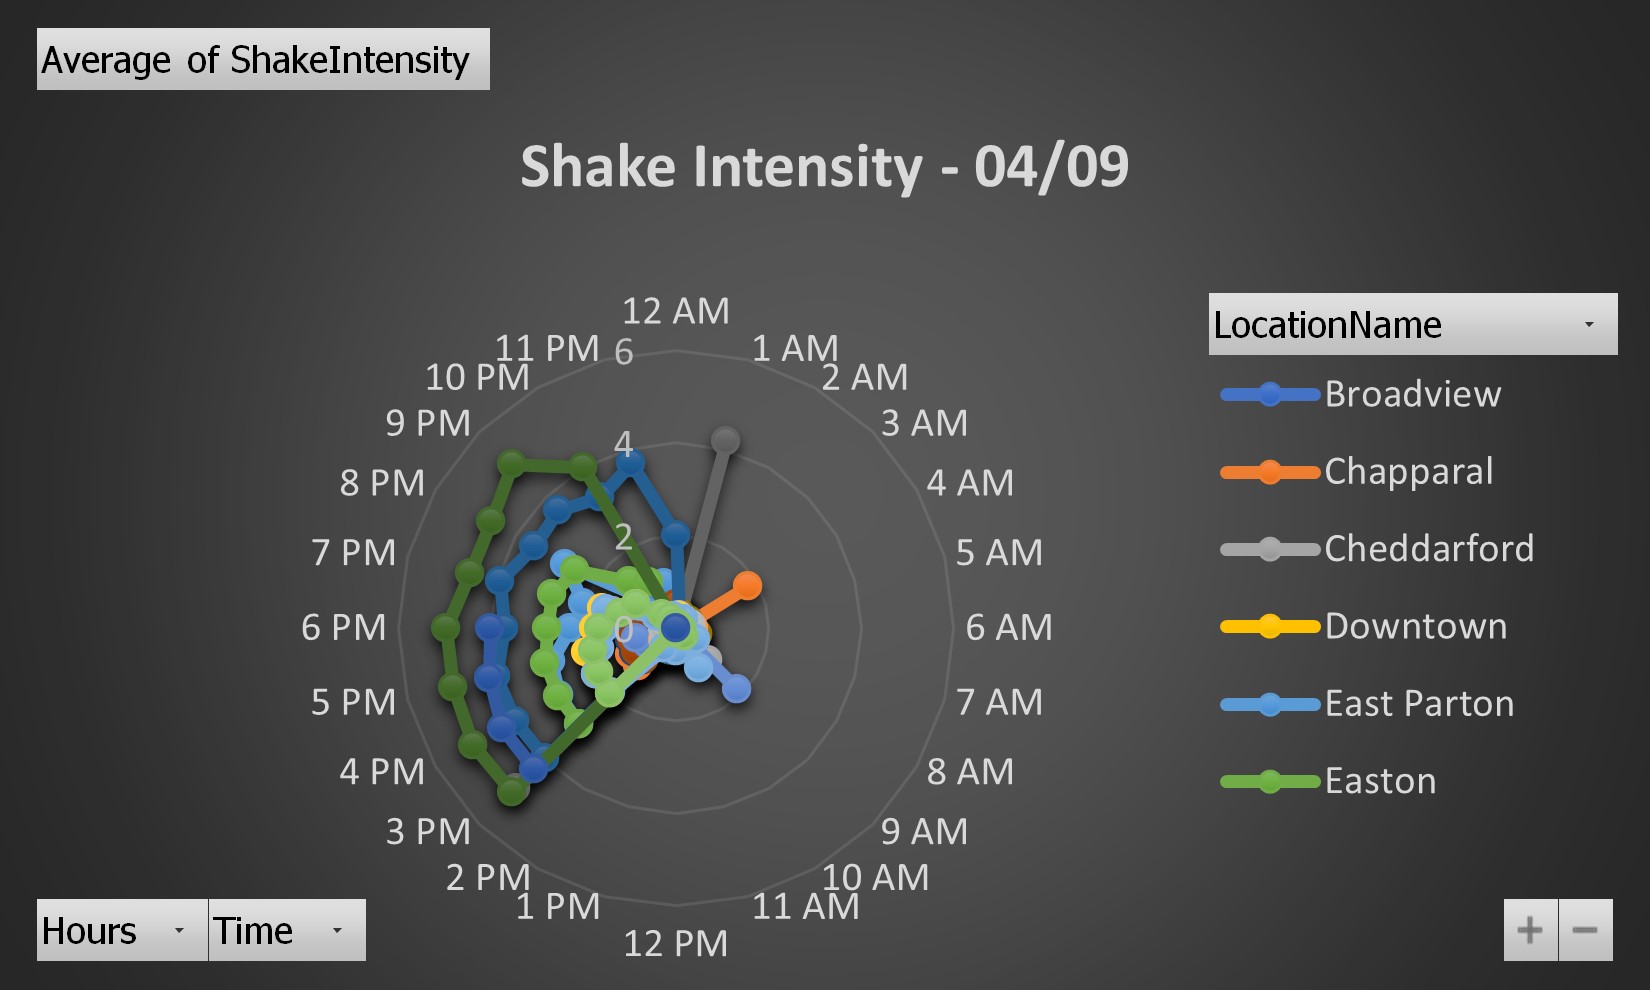 Average of ShakeIntensity
Shake Intensity - 04/09
12 AM
1 AM
2 AM
3 AM
4 AM
5 AM
6 AM
7 AM
8 AM
9 AM
10 AM
11 AM
12 PM
1 PM
2 PM
3 PM
4 PM
5 PM
6 PM
7 PM
8 PM
9 PM
10 PM
11 PM
6
4
2
0
LocationName
Broadview
Chapparal
Cheddarford
Downtown
East Parton
Easton
Hours
Time
+ −